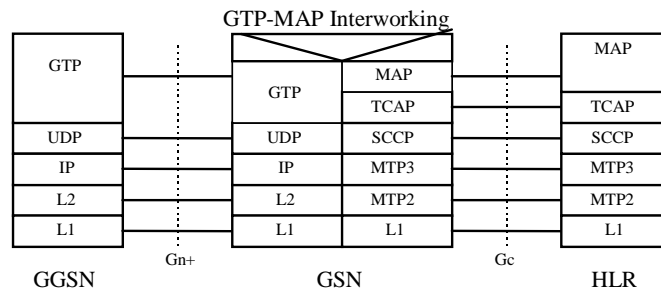 GTP-MAP Interworking
GTP
MAP
MAP
GTP
TCAP
TCAP
UDP
UDP
SCCP
SCCP
IP
IP
MTP3
MTP3
L2
L2
MTP2
MTP2
L1
L1
L1
L1
Gn+
Gc
GGSN
GSN
HLR